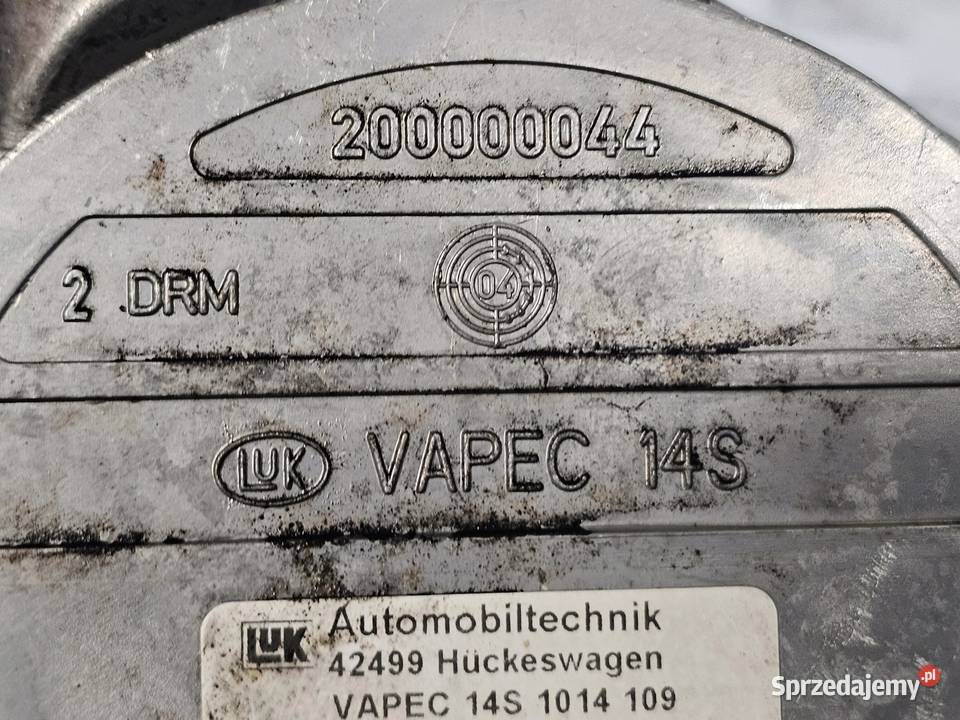 200000044
2 .DRM
04
LUK VAPEC 14S
LUK Automobiltechnik
42499 Hückeswagen
VAPEC 14S 1014 109
Sprzedajemy.pl